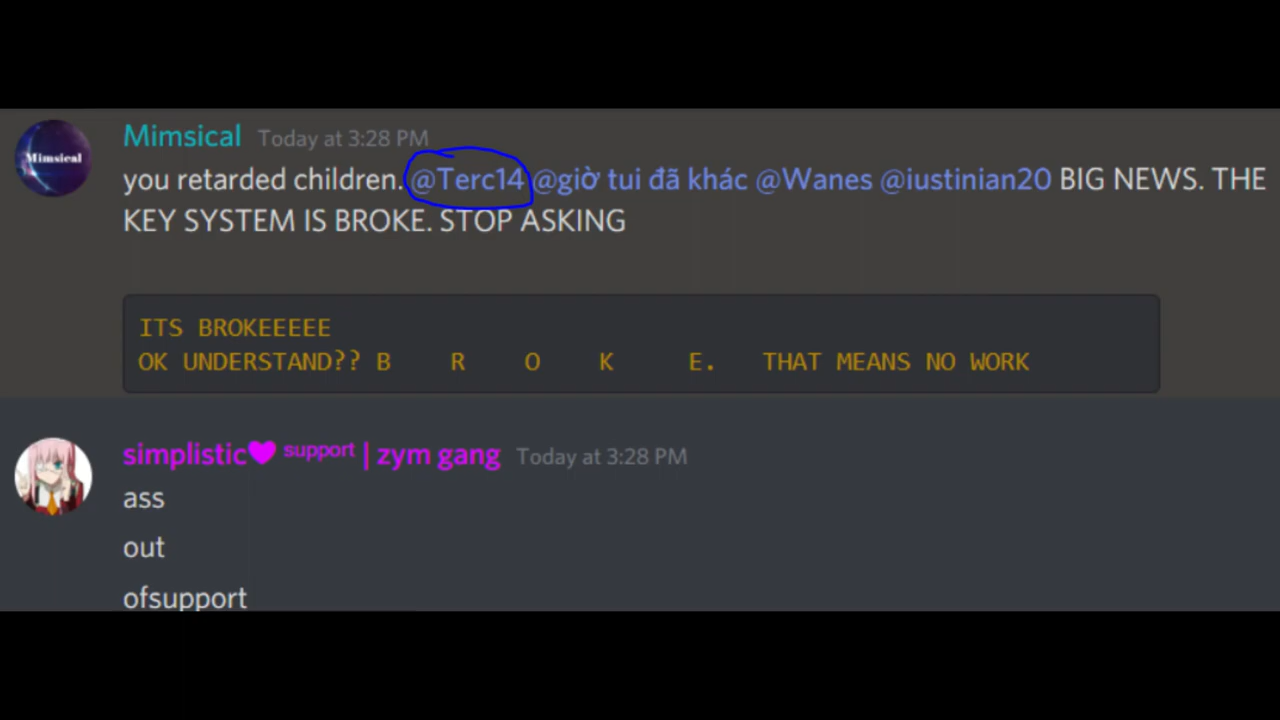 Mimsical Today at 3:28 PM
Mimsical
you retarded children. @Terc14 @giờ tui đã khác @Wanes @iustinian20 BIG NEWS. THE
KEY SYSTEM IS BROKE. STOP ASKING
ITS BROKEEEEE
OK UNDERSTAND?? B R O K E. THAT MEANS NO WORK
simplistic♥ support | zym gang Today at 3:28 PM
ass
out
ofsupport